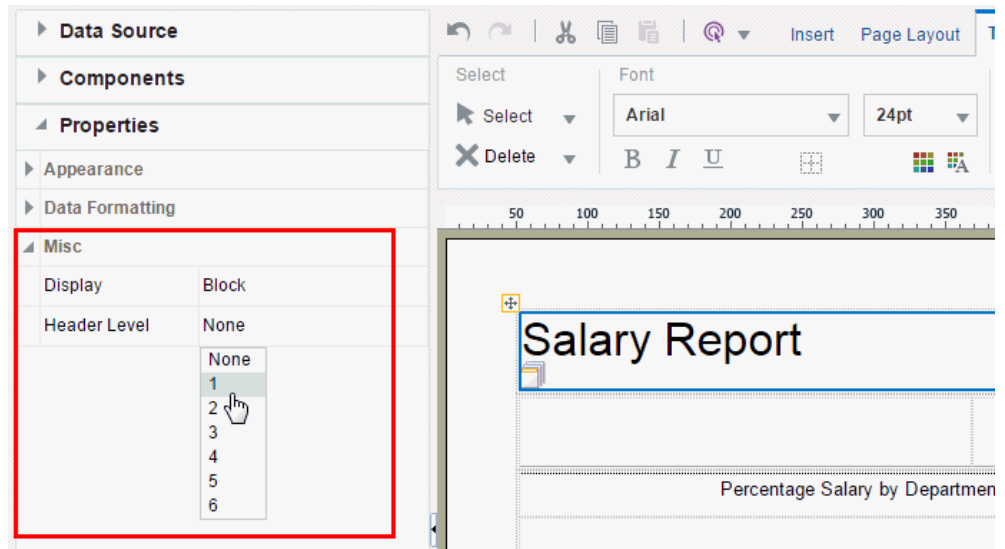 Data Source
Components
Properties
Appearance
Data Formatting
Misc
Display Block
Header Level None
None
1
2
3
4
5
6
Insert Page Layout T
Select Font
Select Arial 24pt
Delete B I U
50 100 150 200 250 300 350
Salary Report
Percentage Salary by Departmen